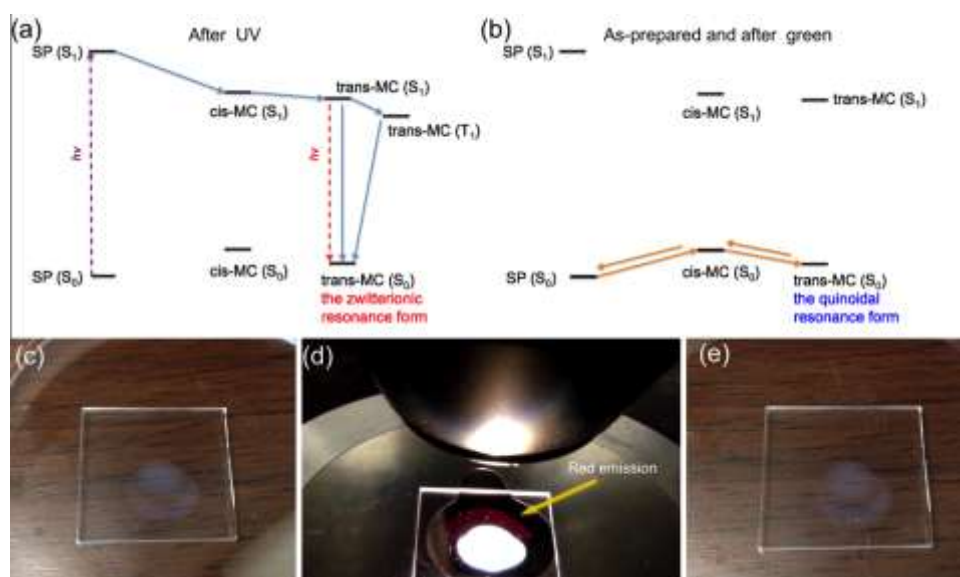 (a)
After UV
SP (S1)
cis-MC (S1)
trans-MC (S1)
trans-MC (T1)
hν
hν
SP (S0)
cis-MC (S0)
trans-MC (S0)
the zwitterionic
resonance form
(b)
As-prepared and after green
SP (S1)
cis-MC (S1)
trans-MC (S1)
SP (S0)
cis-MC (S0)
trans-MC (S0)
the quinoidal
resonance form
(c)
(d)
Red emission
(e)